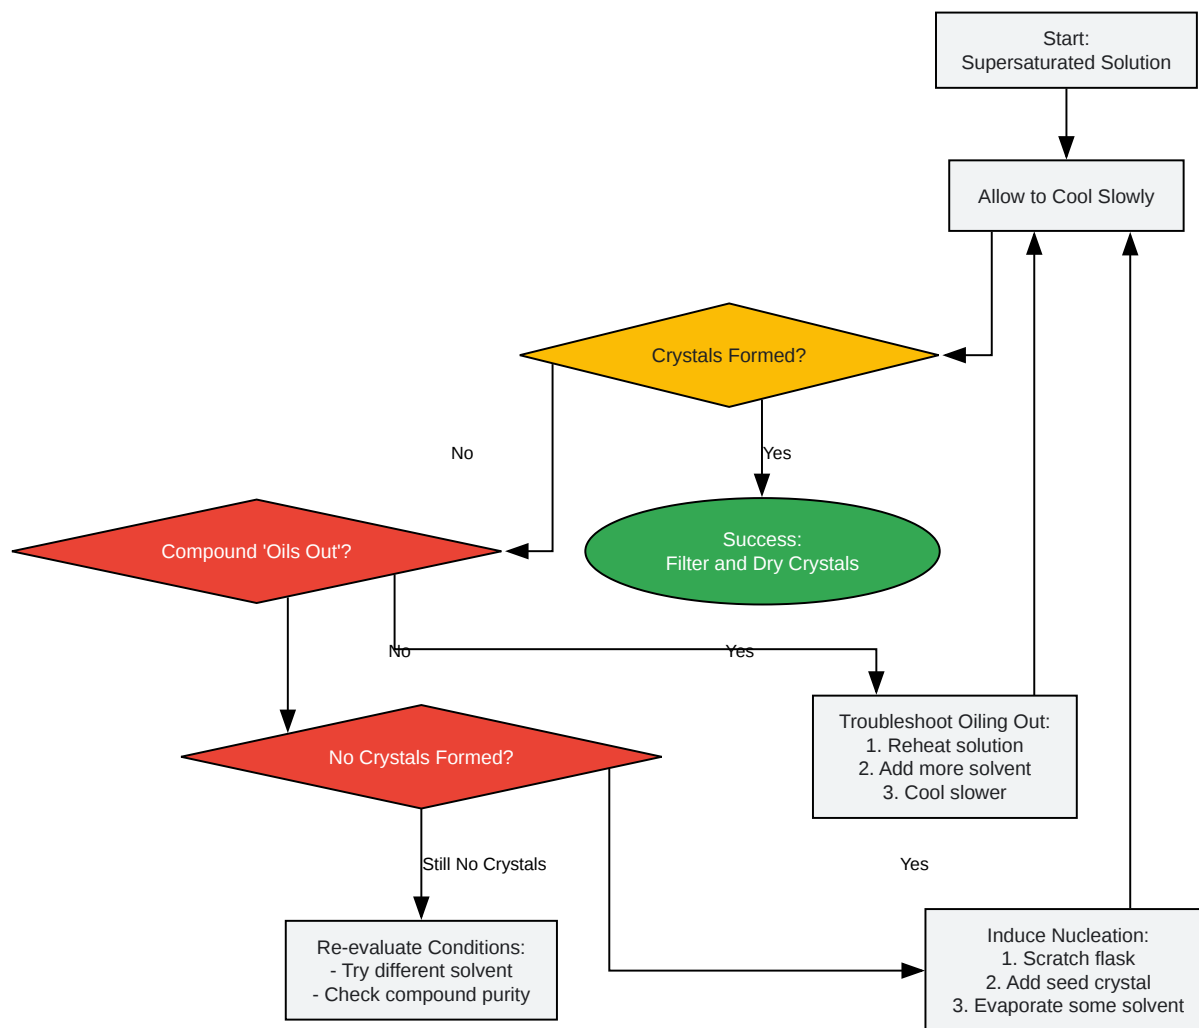 Start:
Supersaturated Solution
Allow to Cool Slowly
Crystals Formed?
No
Yes
Compound 'Oils Out'?
Success:
Filter and Dry Crystals
No
Yes
Troubleshoot Oiling Out:
1. Reheat solution
2. Add more solvent
3. Cool slower
No Crystals Formed?
Still No Crystals
Yes
Re-evaluate Conditions:
- Try different solvent
- Check compound purity
Induce Nucleation:
1. Scratch flask
2. Add seed crystal
3. Evaporate some solvent